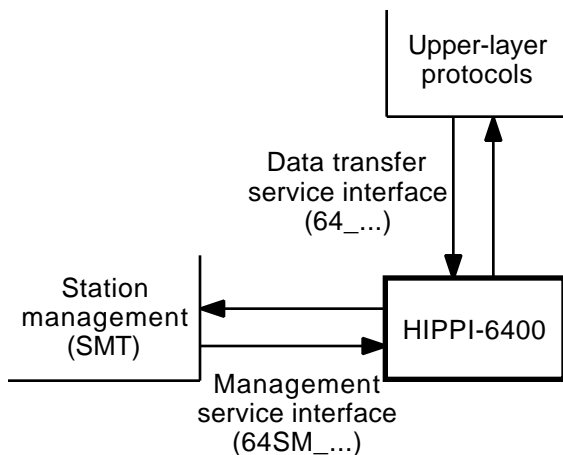 Upper-layer
protocols
Data transfer
service interface
(64_...)
Station
management
(SMT)
HIPPI-6400
Management
service interface
(64SM_...)